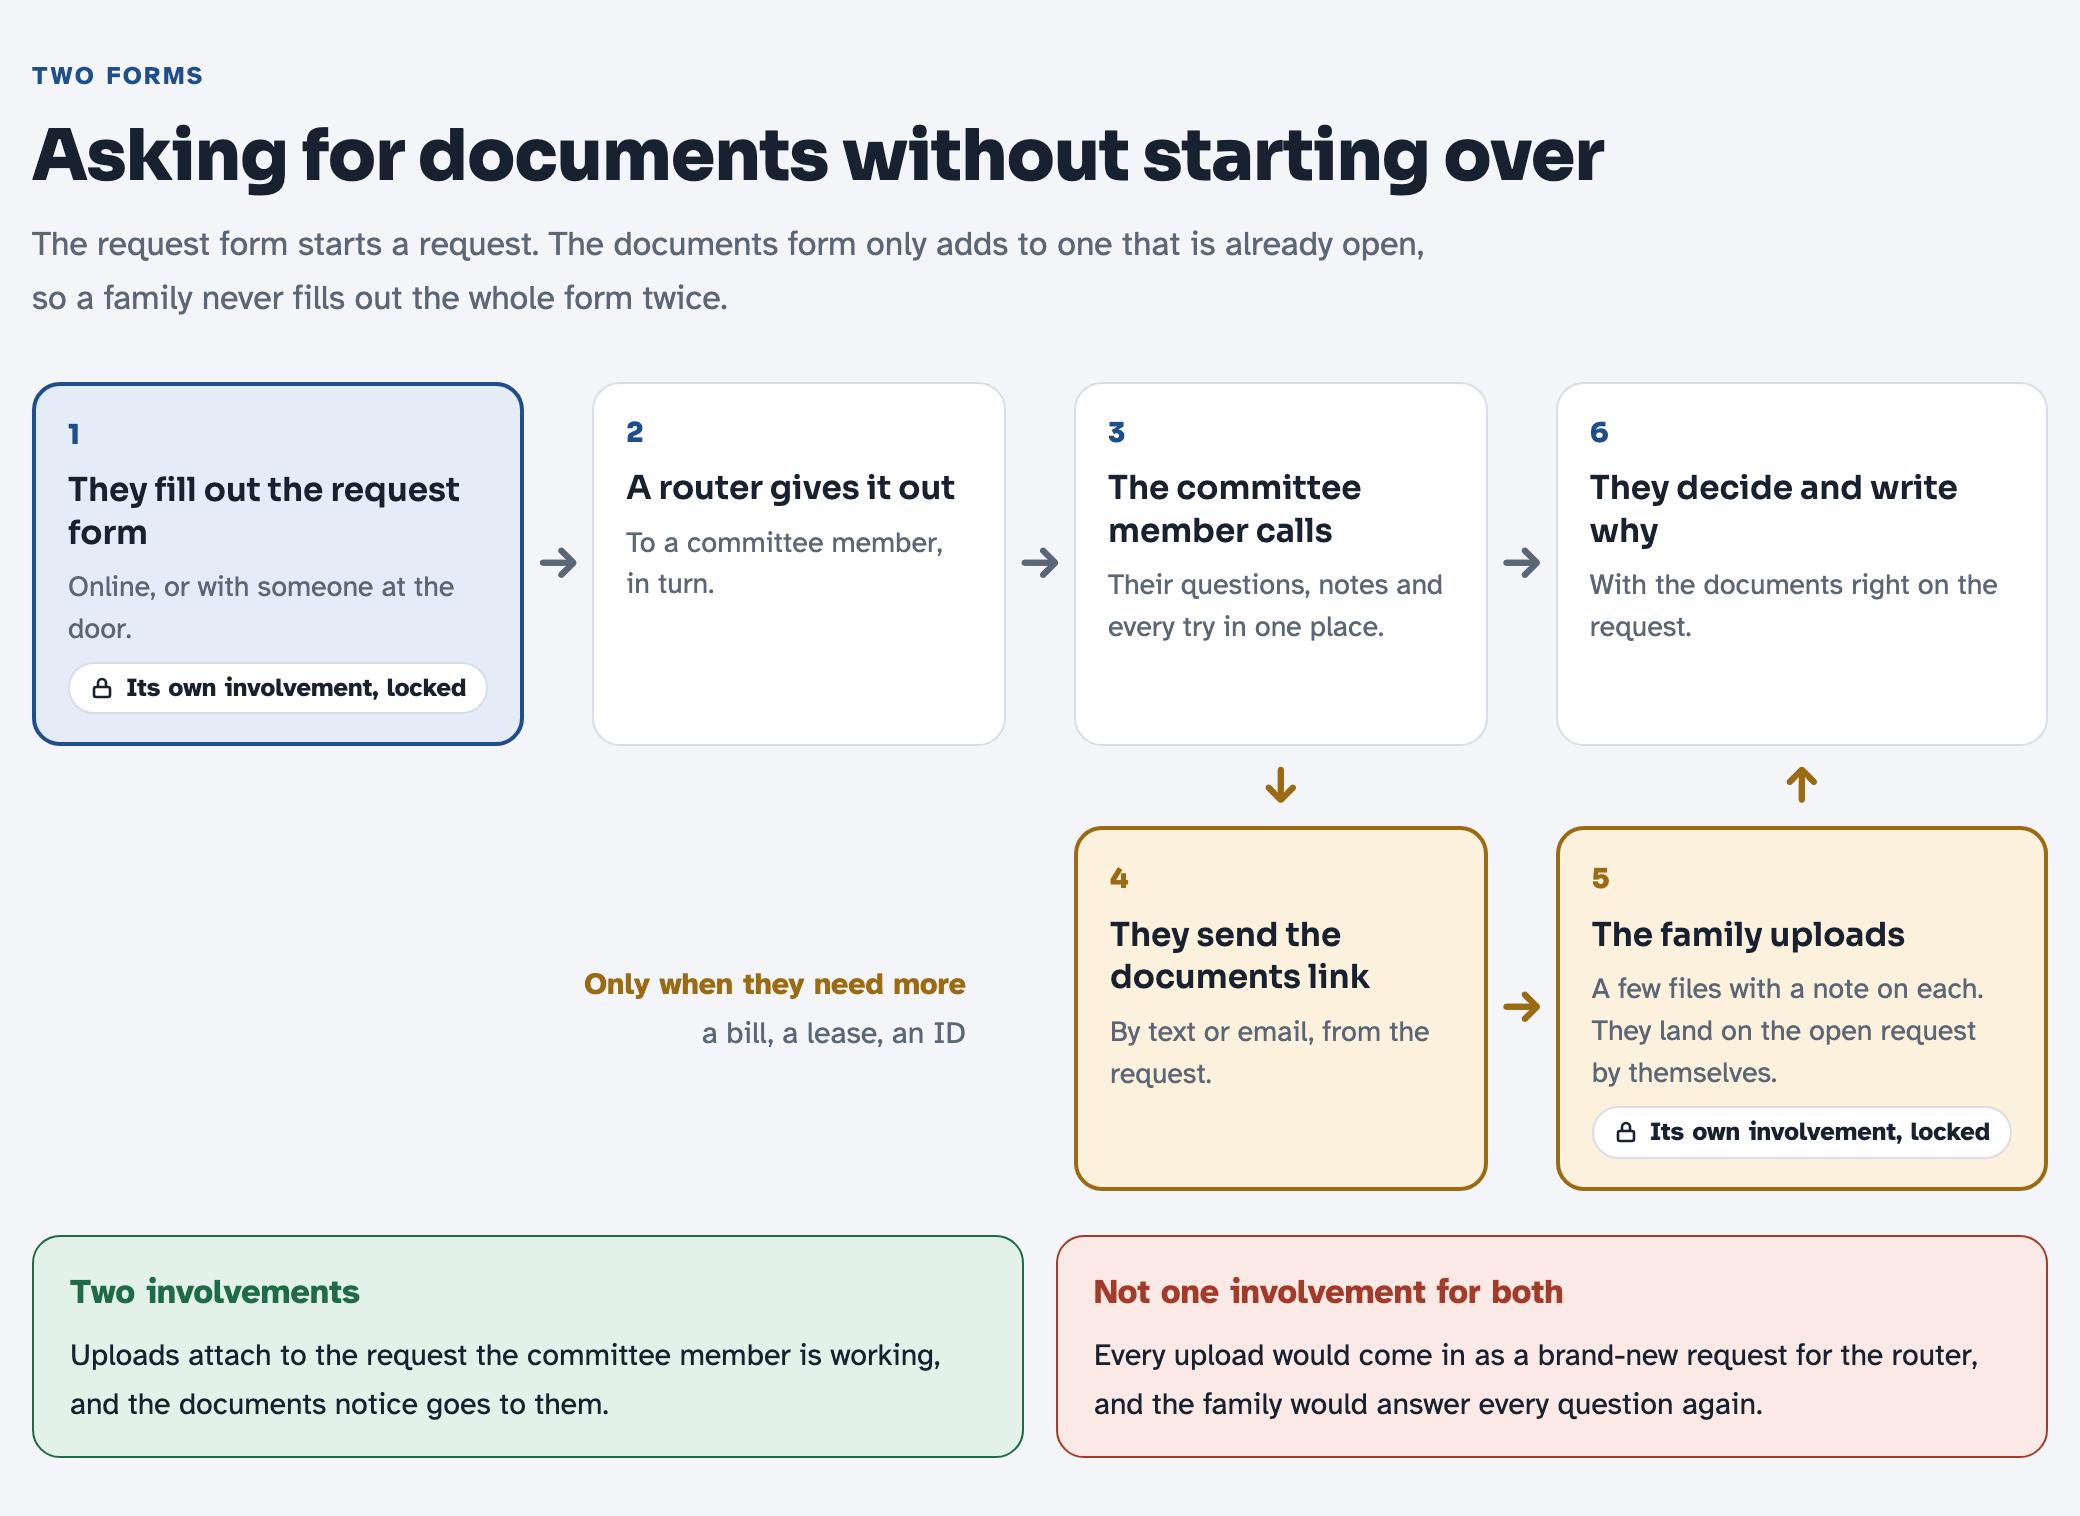 TWO FORMS
Asking for documents without starting over
The request form starts a request. The documents form only adds to one that is already open,
so a family never fills out the whole form twice.
1
They fill out the request
form
Online, or with someone at the
door.
Its own involvement, locked
2
A router gives it out
To a committee member,
in turn.
3
The committee
member calls
Their questions, notes and
every try in one place.
6
They decide and write
why
With the documents right on the
request.
Only when they need more
a bill, a lease, an ID
4
They send the
documents link
By text or email, from the
request.
5
The family uploads
A few files with a note on each.
They land on the open request
by themselves.
Its own involvement, locked
Two involvements
Uploads attach to the request the committee member is working,
and the documents notice goes to them.
Not one involvement for both
Every upload would come in as a brand-new request for the router,
and the family would answer every question again.